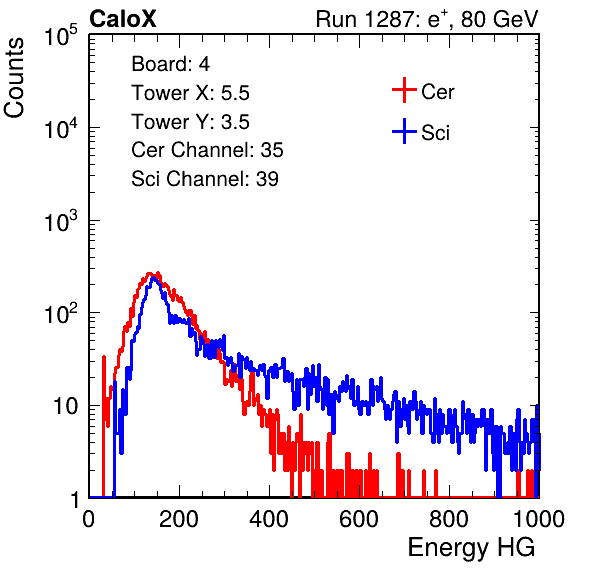 CaloX Run 1287: e⁺, 80 GeV
Counts
Board: 4
Tower X: 5.5
Tower Y: 3.5
Cer Channel: 35
Sci Channel: 39
Cer
Sci
10⁵
10⁴
10³
10²
10
1
0 200 400 600 800 1000
Energy HG